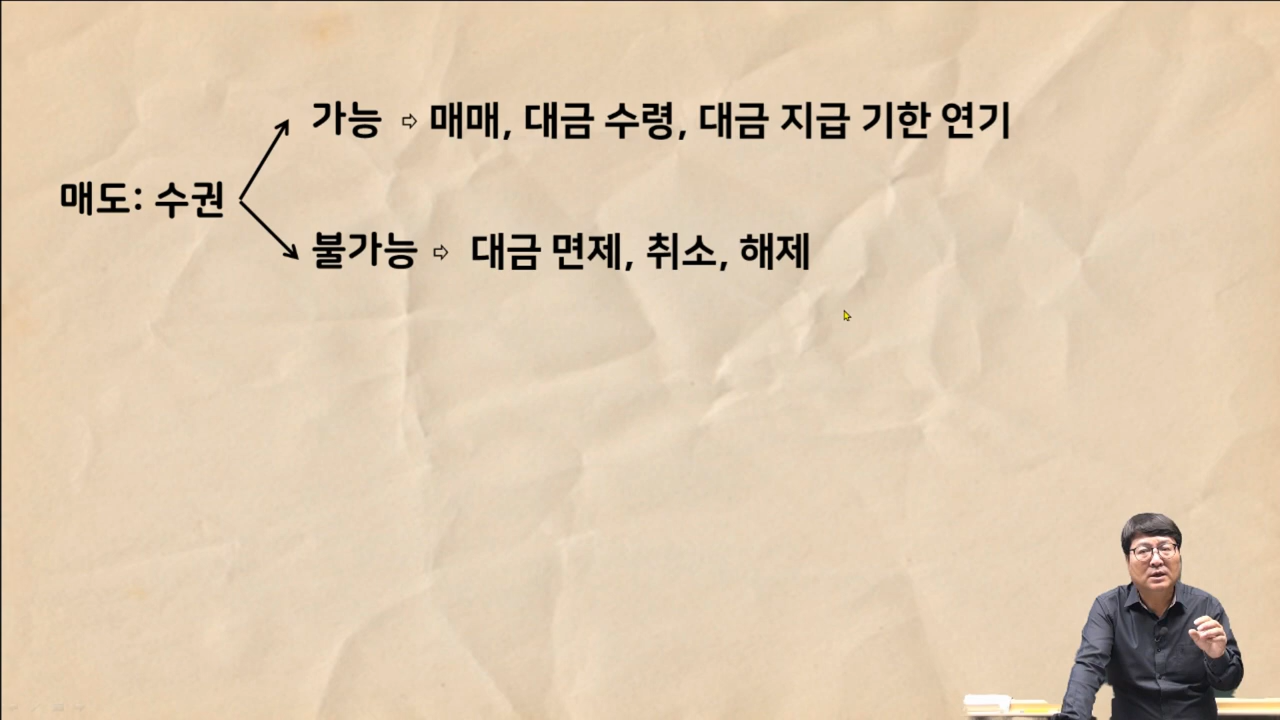 가능 ⇨ 매매, 대금 수령, 대금 지급 기한 연기
매도: 수권
불가능 ⇨ 대금 면제, 취소, 해제